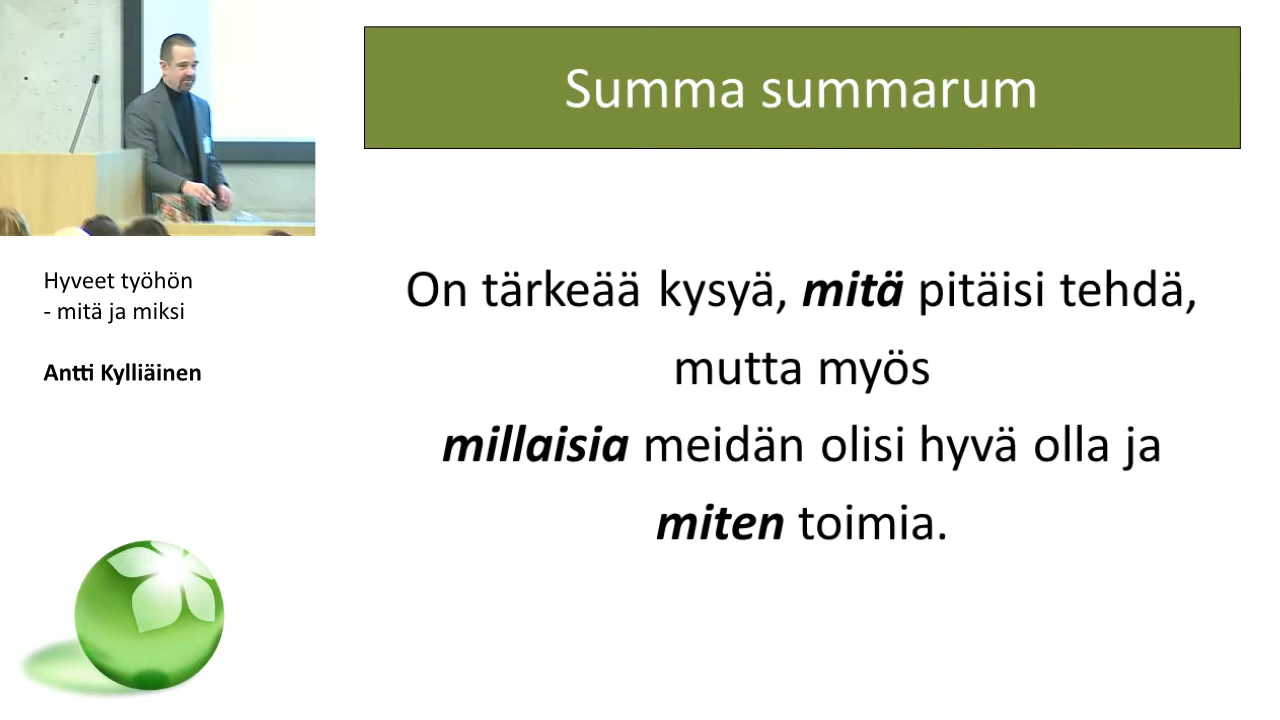 Summa summarum
On tärkeää kysyä, mitä pitäisi tehdä,
mutta myös
millaisia meidän olisi hyvä olla ja
miten toimia.
Hyveet työhön
- mitä ja miksi
Antti Kylliäinen